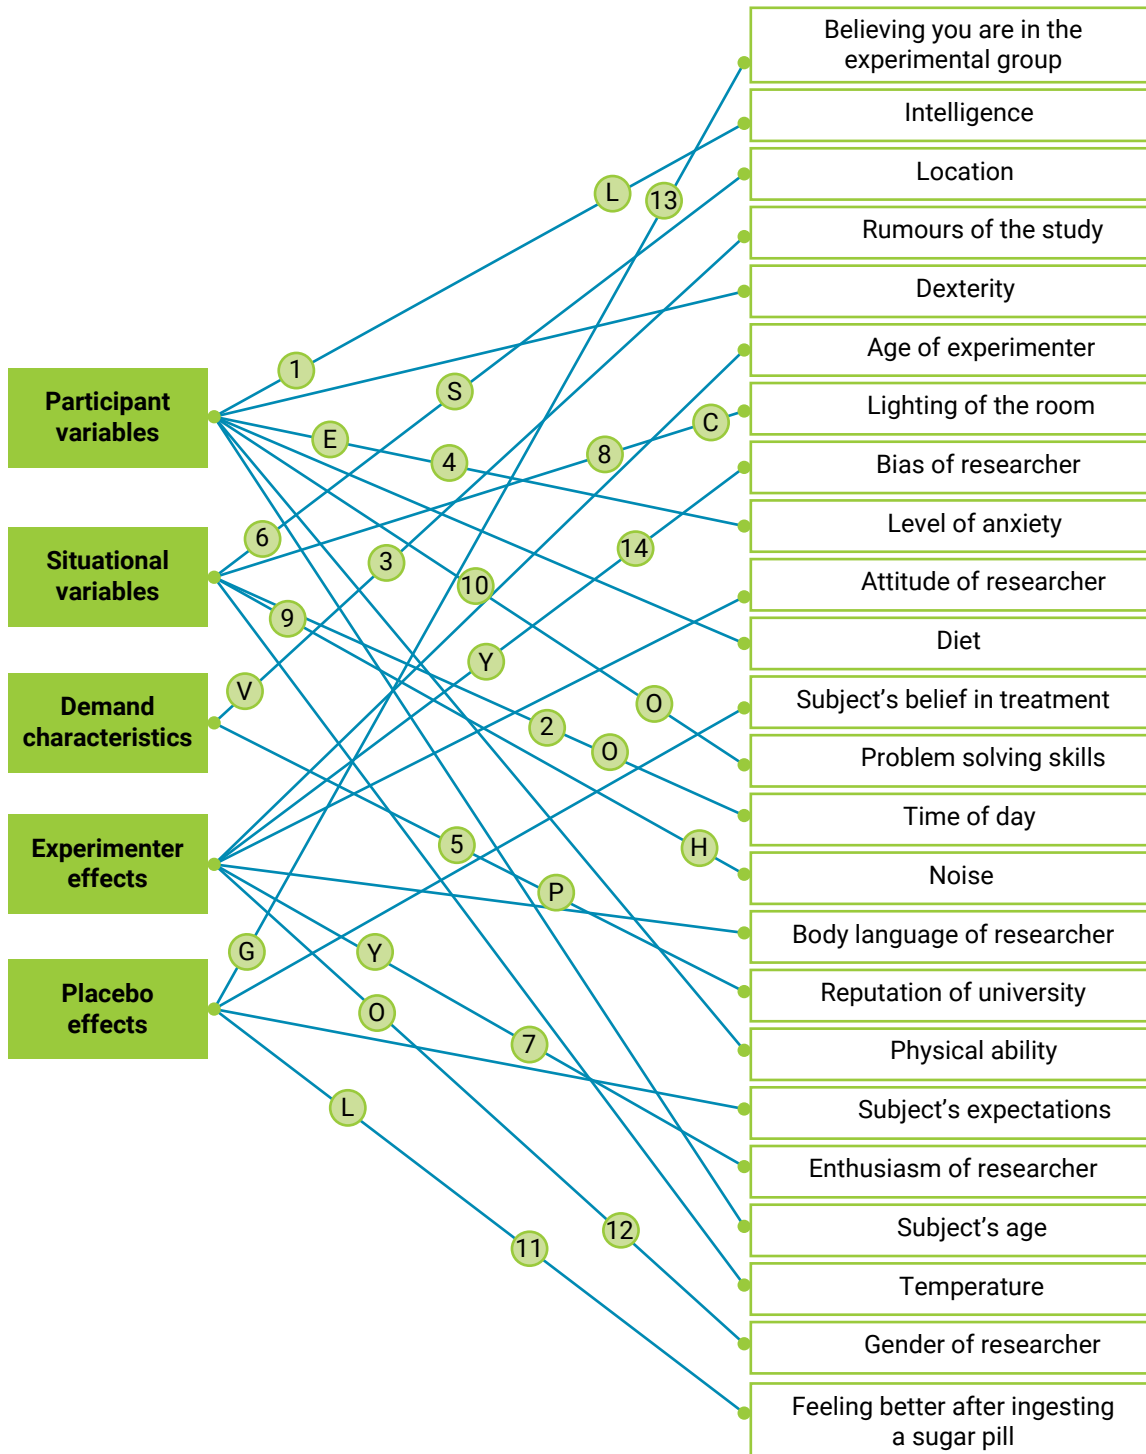 Believing you are in the
experimental group
Intelligence
Location
Rumours of the study
Dexterity
Age of experimenter
Lighting of the room
Bias of researcher
Level of anxiety
Attitude of researcher
Diet
Subject's belief in treatment
Problem solving skills
Time of day
Noise
Body language of researcher
Reputation of university
Physical ability
Subject's expectations
Enthusiasm of researcher
Subject's age
Temperature
Gender of researcher
Feeling better after ingesting
a sugar pill
Participant
variables
Situational
variables
Demand
characteristics
Experimenter
effects
Placebo
effects
L
13
1
S
E
4
8
C
6
3
14
10
9
Y
V
O
2
O
5
H
P
G
Y
O
7
L
12
11